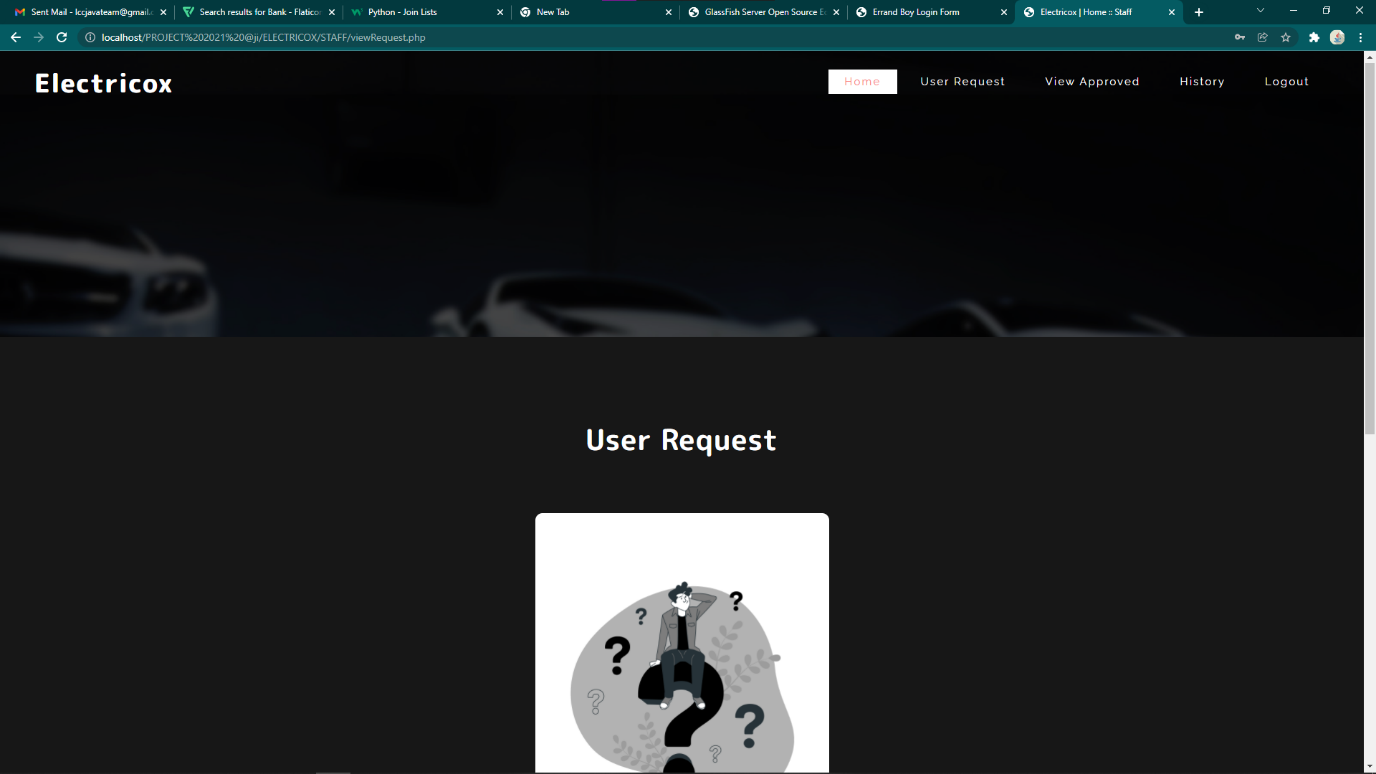 Sent Mail - lccjavateam@gmail.c
Search results for Bank - Flatico
Python - Join Lists
New Tab
GlassFish Server Open Source E
Errand Boy Login Form
Electricox | Home :: Staff
localhost/PROJECT%202021%20@ji/ELECTRICOX/STAFF/viewRequest.php
Electricox
Home
User Request
View Approved
History
Logout
User Request
? ? ? ? ? ? ?